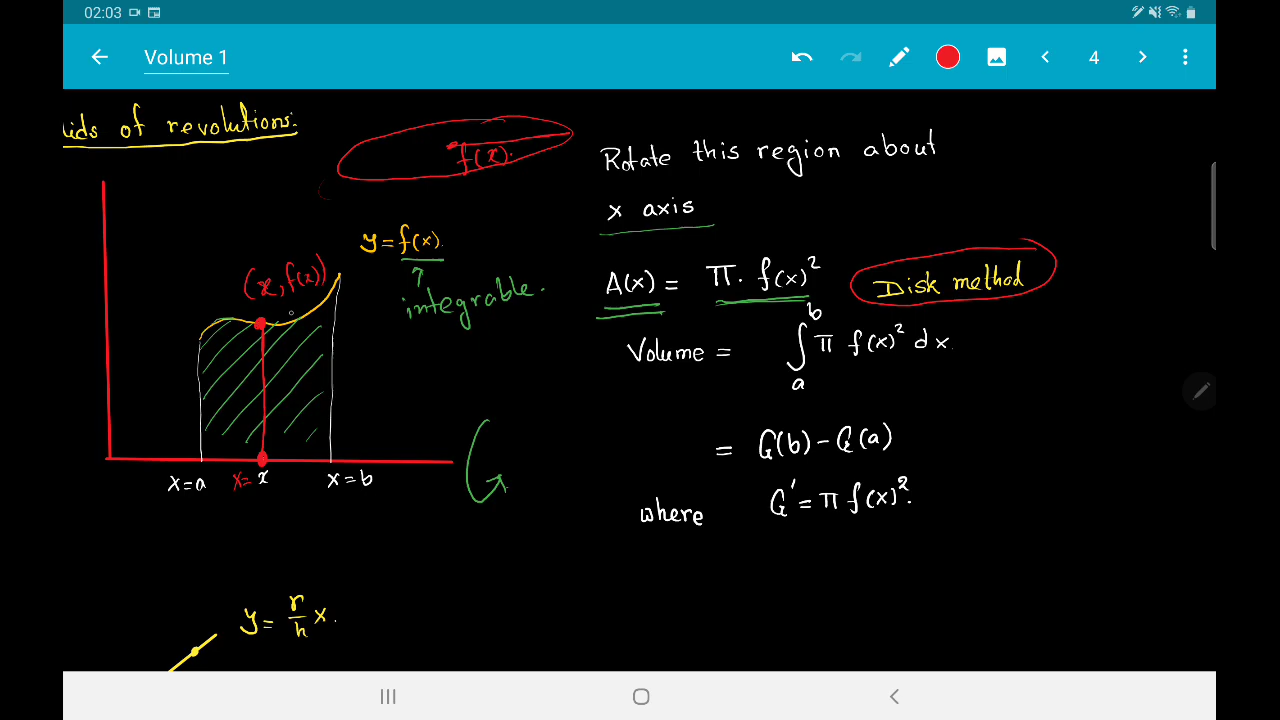 02:03
Volume 1
4
ids of revolutions:
f(x).
y = f(x).
↑
integrable.
(x, f(x))
x=a x= x x=b
Rotate this region about
x axis
A(x) = π. f(x)²
Disk method
Volume = ∫ₐᵇ π f(x)² dx.
= G(b) - G(a)
where G' = π f(x)².
y = r/h x.